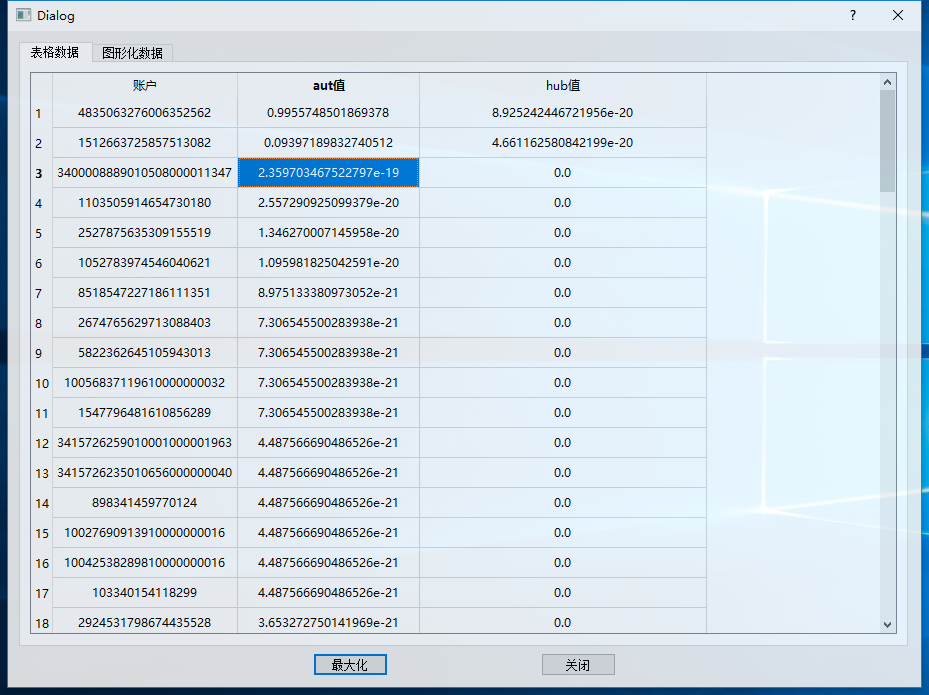 Dialog
?
表格数据 图形化数据
账户 aut值 hub值
1 4835063276006352562 0.9955748501869378 8.925242446721956e-20
2 1512663725857513082 0.09397189832740512 4.661162580842199e-20
3 3400008889010508000011347 2.359703467522797e-19 0.0
4 1103505914654730180 2.557290925099379e-20 0.0
5 2527875635309155519 1.346270007145958e-20 0.0
6 1052783974546040621 1.095981825042591e-20 0.0
7 8518547227186111351 8.975133380973052e-21 0.0
8 2674765629713088403 7.306545500283938e-21 0.0
9 5822362645105943013 7.306545500283938e-21 0.0
10 10056837119610000000032 7.306545500283938e-21 0.0
11 1547796481610856289 7.306545500283938e-21 0.0
12 3415726259010001000001963 4.487566690486526e-21 0.0
13 3415726235010656000000040 4.487566690486526e-21 0.0
14 898341459770124 4.487566690486526e-21 0.0
15 10027690913910000000016 4.487566690486526e-21 0.0
16 10042538289810000000016 4.487566690486526e-21 0.0
17 103340154118299 4.487566690486526e-21 0.0
18 2924531798674435528 3.653272750141969e-21 0.0
最大化 关闭